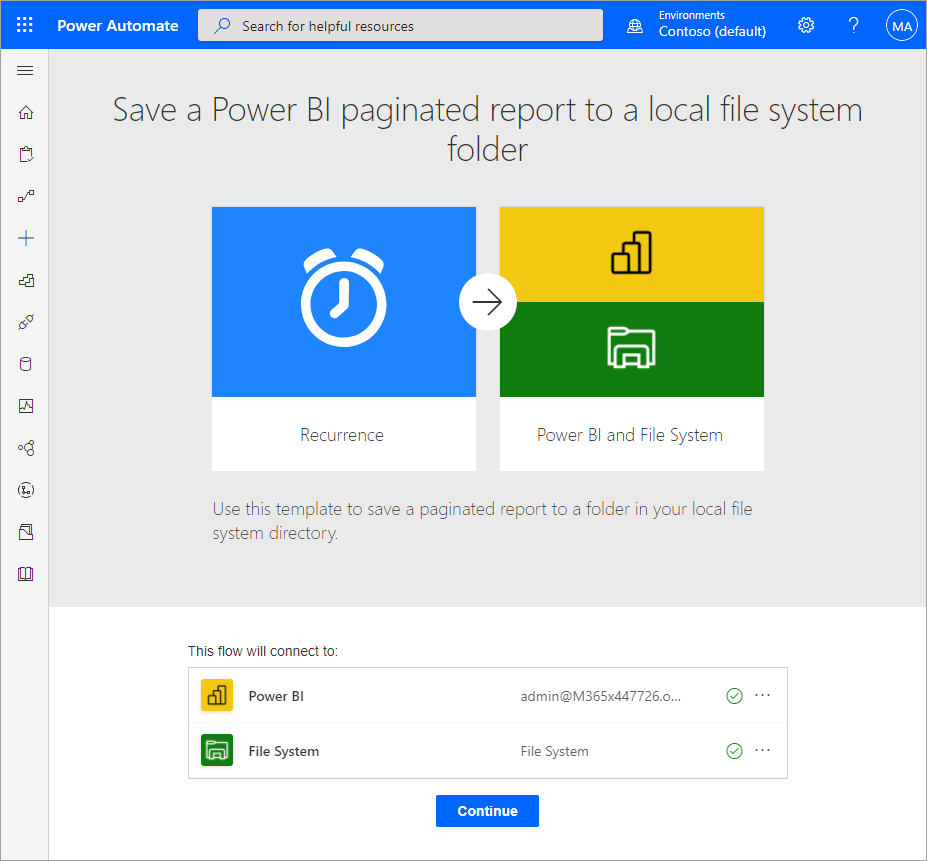 Power Automate
Search for helpful resources
Environments
Contoso (default)
?
MA
Save a Power BI paginated report to a local file system
folder
Recurrence
Power BI and File System
Use this template to save a paginated report to a folder in your local file
system directory.
This flow will connect to:
Power BI
admin@M365x447726.o...
File System
File System
Continue